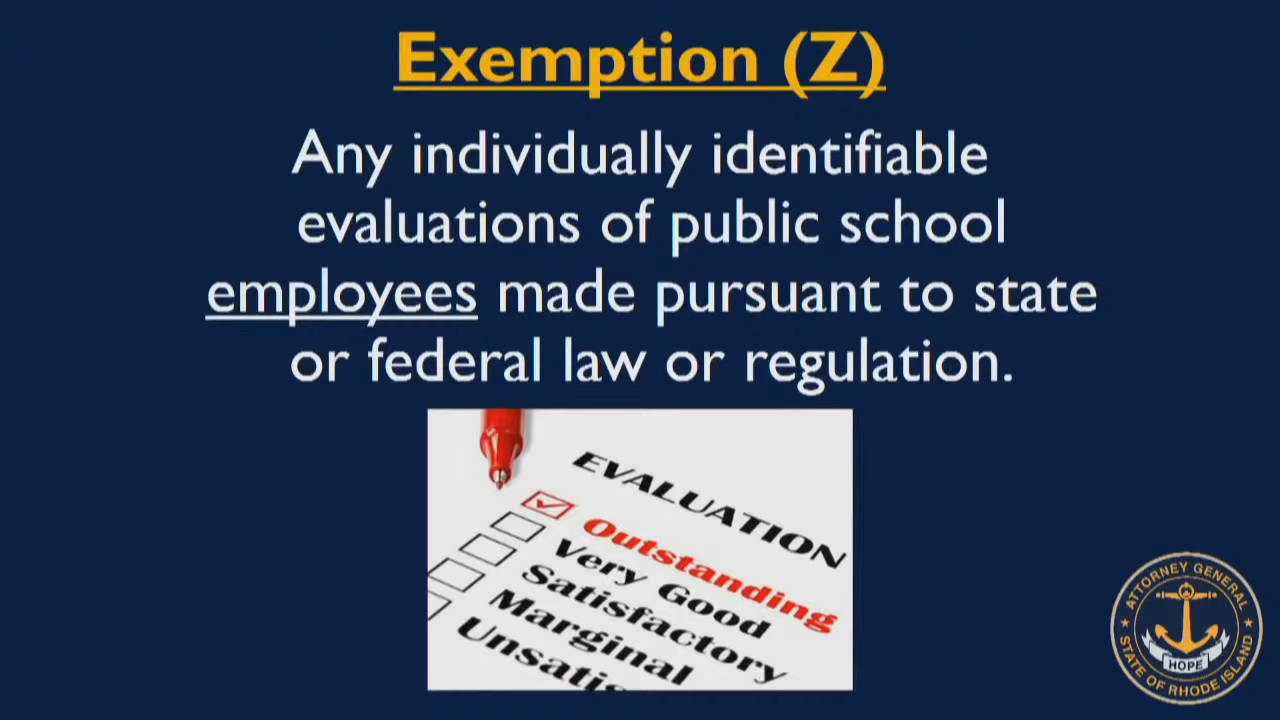 Exemption (Z)
Any individually identifiable
evaluations of public school
employees made pursuant to state
or federal law or regulation.
EVALUATION
Outstanding
Very Good
Satisfactory
Marginal
ATTORNEY GENERAL
HOPE
STATE OF RHODE ISLAND